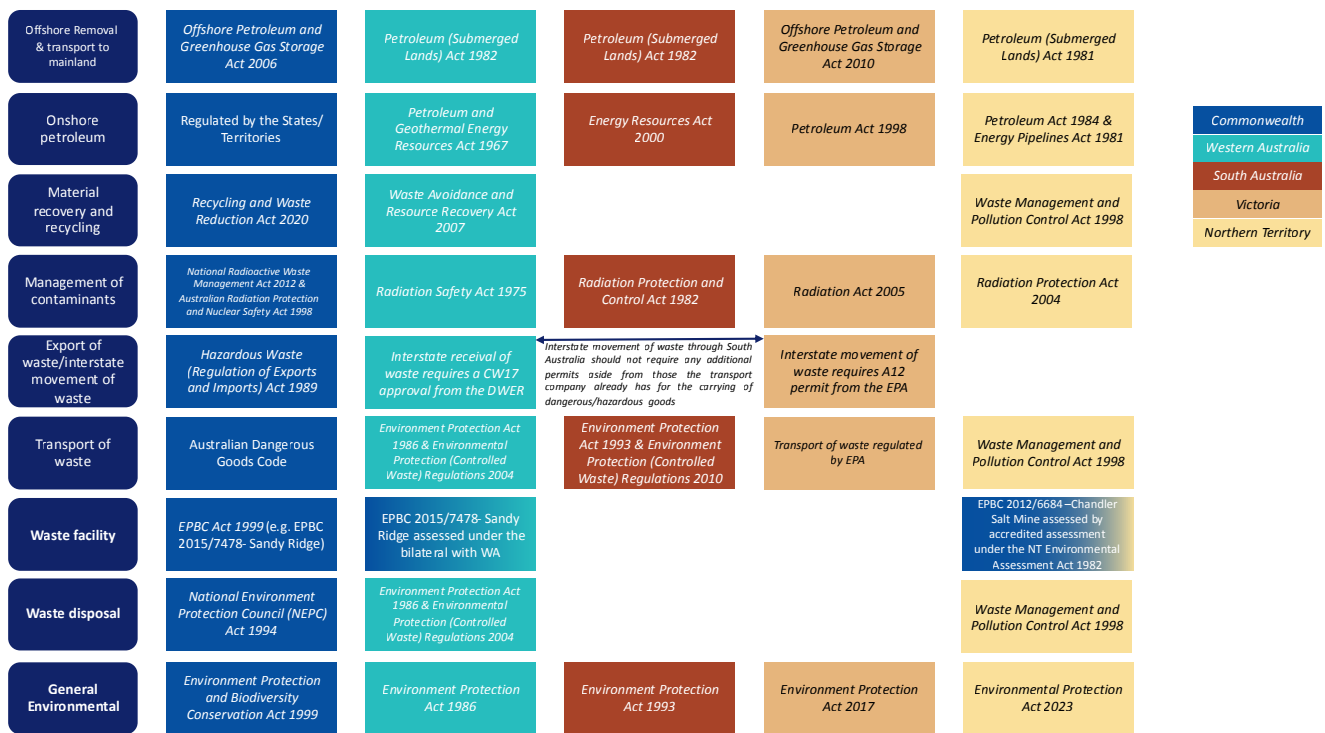 Offshore Removal
& transport to
mainland
Offshore Petroleum and
Greenhouse Gas Storage
Act 2006
Petroleum (Submerged
Lands) Act 1982
Petroleum (Submerged
Lands) Act 1982
Offshore Petroleum and
Greenhouse Gas Storage
Act 2010
Petroleum (Submerged
Lands) Act 1981
Onshore
petroleum
Regulated by the States/
Territories
Petroleum and
Geothermal Energy
Resources Act 1967
Energy Resources Act
2000
Petroleum Act 1998
Petroleum Act 1984 &
Energy Pipelines Act 1981
Commonwealth
Western Australia
South Australia
Victoria
Northern Territory
Material
recovery and
recycling
Recycling and Waste
Reduction Act 2020
Waste Avoidance and
Resource Recovery Act
2007
Waste Management and
Pollution Control Act 1998
Management of
contaminants
National Radioactive Waste
Management Act 2012 &
Australian Radiation Protection
and Nuclear Safety Act 1998
Radiation Safety Act 1975
Radiation Protection and
Control Act 1982
Radiation Act 2005
Radiation Protection Act
2004
Export of
waste/interstate
movement of
waste
Hazardous Waste
(Regulation of Exports
and Imports) Act 1989
Interstate receival of
waste requires a CW17
approval from the DWER
Interstate movement of waste through South
Australia should not require any additional
permits aside from those the transport
company already has for the carrying of
dangerous/hazardous goods
Interstate movement of
waste requires A12
permit from the EPA
Transport of
waste
Australian Dangerous
Goods Code
Environment Protection Act
1986 & Environmental
Protection (Controlled
Waste) Regulations 2004
Environment Protection
Act 1993 & Environment
Protection (Controlled
Waste) Regulations 2010
Transport of waste regulated
by EPA
Waste Management and
Pollution Control Act 1998
Waste facility
EPBC Act 1999 (e.g. EPBC
2015/7478- Sandy Ridge)
EPBC 2015/7478- Sandy
Ridge assessed under the
bilateral with WA
EPBC 2012/6684 –Chandler
Salt Mine assessed by
accredited assessment
under the NT Environmental
Assessment Act 1982
Waste disposal
National Environment
Protection Council (NEPC)
Act 1994
Environment Protection Act
1986 & Environmental
Protection (Controlled
Waste) Regulations 2004
Waste Management and
Pollution Control Act 1998
General
Environmental
Environment Protection
and Biodiversity
Conservation Act 1999
Environment Protection
Act 1986
Environment Protection
Act 1993
Environment Protection
Act 2017
Environmental Protection
Act 2023